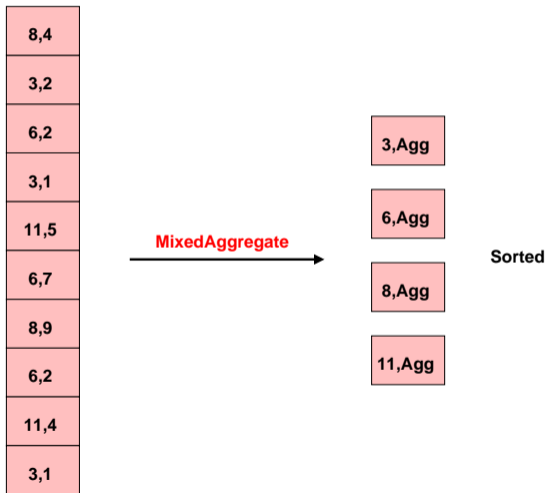 8,4
3,2
6,2
3,1
11,5
6,7
8,9
6,2
11,4
3,1
MixedAggregate
3,Agg
6,Agg
8,Agg
11,Agg
Sorted